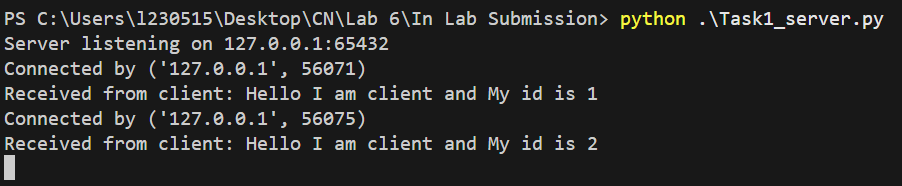 PS C:\Users\l230515\Desktop\CN\Lab 6\In Lab Submission> python .\Task1_server.py
Server listening on 127.0.0.1:65432
Connected by ('127.0.0.1', 56071)
Received from client: Hello I am client and My id is 1
Connected by ('127.0.0.1', 56075)
Received from client: Hello I am client and My id is 2